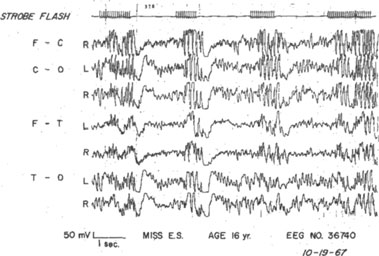 STROBE FLASH
F - C R
C - O L
R
F - T L
R
T - O L
R
50 mV 1 sec. MISS E.S. AGE 16 yr. EEG NO. 36740
10-19-67